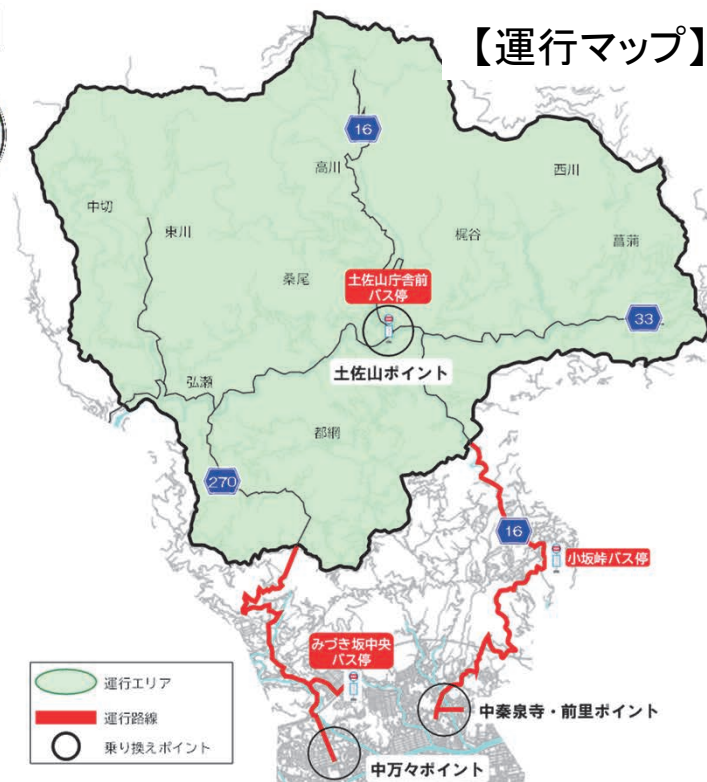 【運行マップ】
16
高川
西川
中切
東川
梶谷
菖蒲
桑尾
土佐山庁舎前
バス停
33
土佐山ポイント
弘瀬
都網
270
16
小坂峠バス停
みづき坂中央
バス停
運行エリア
運行路線
乗り換えポイント
中秦泉寺・前里ポイント
中万々ポイント